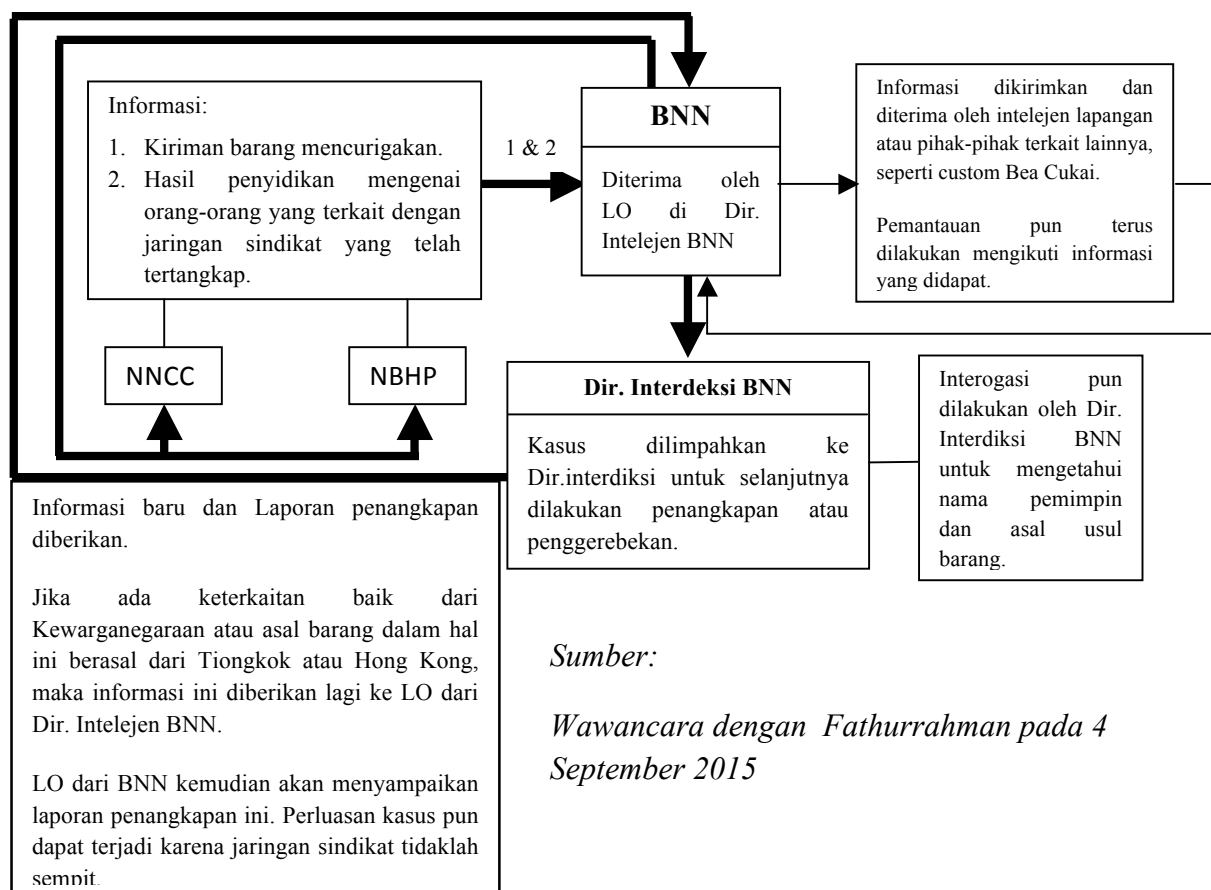 Informasi:
1. Kiriman barang mencurigakan.
2. Hasil penyidikan mengenai
orang-orang yang terkait dengan
jaringan sindikat yang telah
tertangkap.
1 & 2
BNN
Diterima oleh
LO di Dir.
Intelejen BNN
Informasi dikirimkan dan
diterima oleh intelejen lapangan
atau pihak-pihak terkait lainnya,
seperti custom Bea Cukai.
Pemantauan pun terus
dilakukan mengikuti informasi
yang didapat.
NNCC
NBHP
Dir. Interdeksi BNN
Kasus dilimpahkan ke
Dir.interdiksi untuk selanjutnya
dilakukan penangkapan atau
penggerebekan.
Interogasi pun
dilakukan oleh Dir.
Interdiksi BNN
untuk mengetahui
nama pemimpin
dan asal usul
barang.
Informasi baru dan Laporan penangkapan
diberikan.
Jika ada keterkaitan baik dari
Kewarganegaraan atau asal barang dalam hal
ini berasal dari Tiongkok atau Hong Kong,
maka informasi ini diberikan lagi ke LO dari
Dir. Intelejen BNN.
LO dari BNN kemudian akan menyampaikan
laporan penangkapan ini. Perluasan kasus pun
dapat terjadi karena jaringan sindikat tidaklah
sempit.
Sumber:
Wawancara dengan Fathurrahman pada 4
September 2015